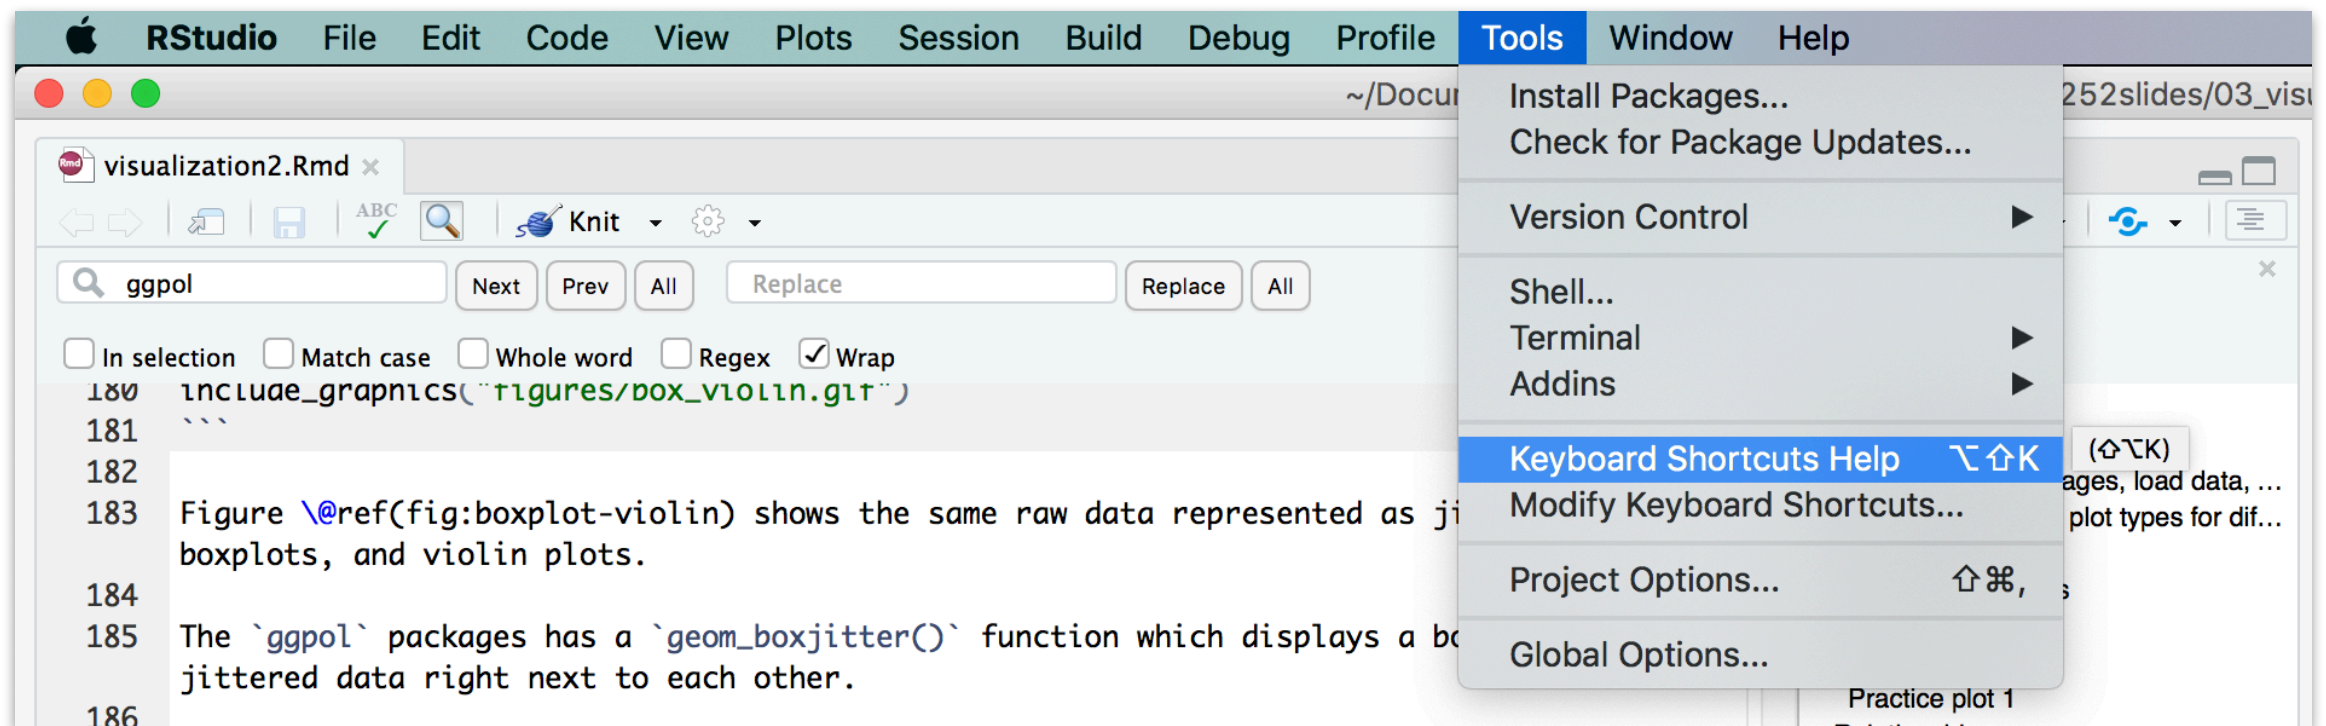 RStudio File Edit Code View Plots Session Build Debug Profile Tools Window Help
~/Docu 252slides/03_vis
Rmd visualization2.Rmd
ABC Knit
ggpol Next Prev All Replace Replace All
In selection Match case Whole word Regex Wrap
180 include_graphics("figures/box_violin.gif")
181 ```
182
183 Figure \@ref(fig:boxplot-violin) shows the same raw data represented as ji
boxplots, and violin plots.
184
185 The `ggpol` packages has a `geom_boxjitter()` function which displays a bo
jittered data right next to each other.
186
Install Packages...
Check for Package Updates...
Version Control
Shell...
Terminal
Addins
Keyboard Shortcuts Help ⌥⇧K
Modify Keyboard Shortcuts...
Project Options... ⇧⌘,
Global Options...
(⇧⌥K)
ages, load data, ...
plot types for dif...
s
Practice plot 1